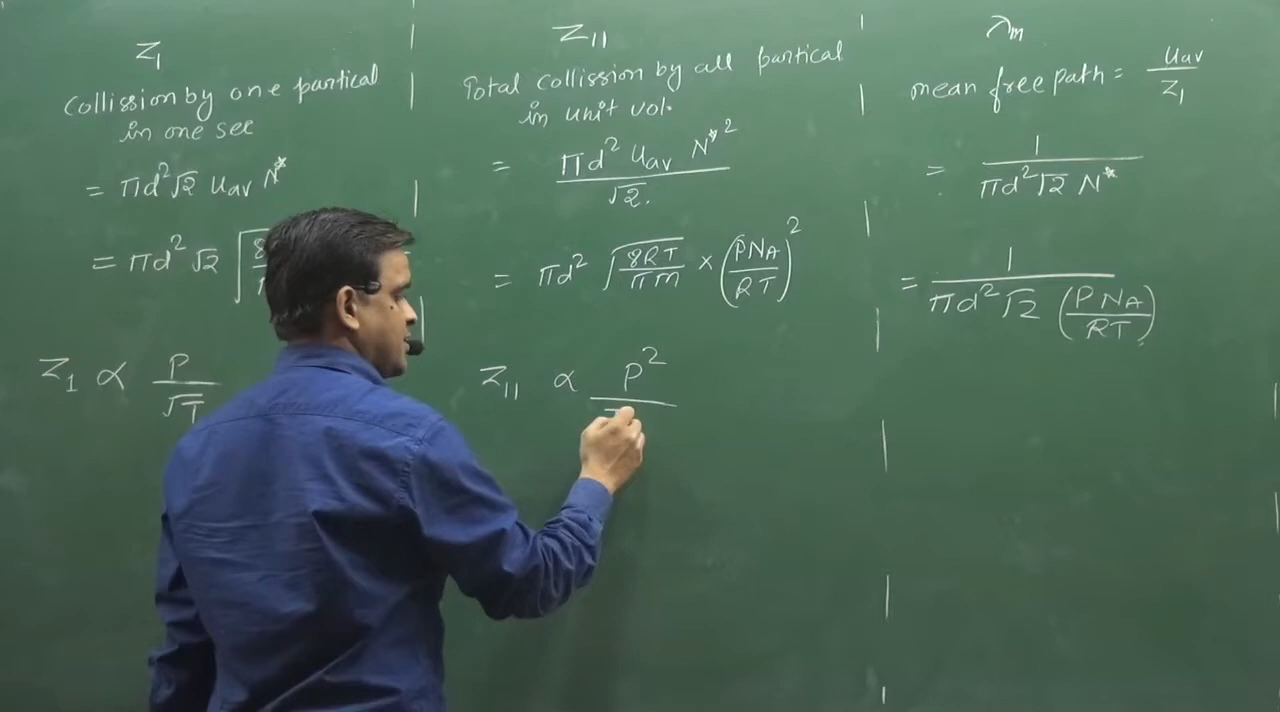 Z₁
Collission by one partical
in one sec
= πd²√2 Uav N*
= πd² √2 √8
Z₁ ∝ P/√T
Z₁₁
Total collission by all partical
in unit vol.
= πd² Uav N*²/√2.
= πd² √(8RT/πm) × (PNA/RT)²
Z₁₁ ∝ P²
λm
mean free path = Uav/Z₁
= 1/(πd²√2 N*)
= 1/(πd²√2 (PNA/RT))